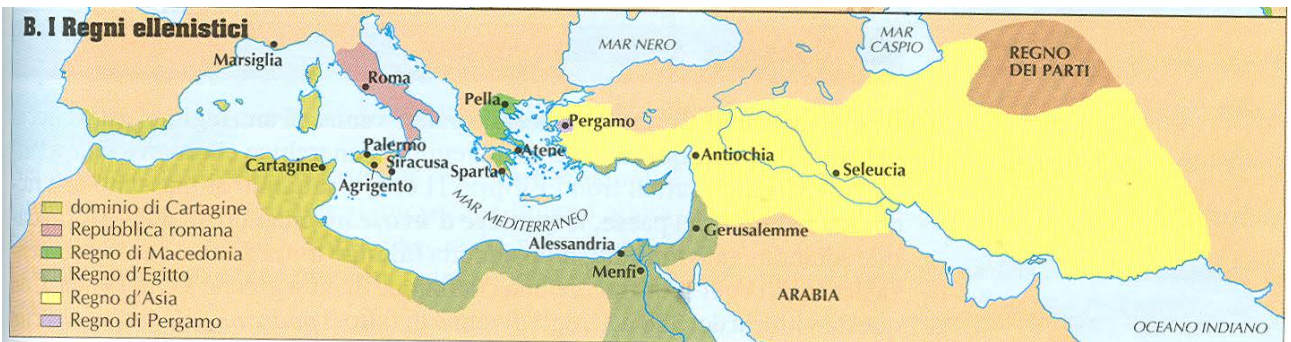 B. I Regni ellenistici
Marsiglia
Roma
MAR NERO
MAR
CASPIO
REGNO
DEI PARTI
Pella
Pergamo
Palermo
Atene
Cartagine
Siracusa
Sparta
Agrigento
Antiochia
Seleucia
MAR MEDITERRANEO
Gerusalemme
Alessandria
Menfi
ARABIA
OCEANO INDIANO
dominio di Cartagine
Repubblica romana
Regno di Macedonia
Regno d'Egitto
Regno d'Asia
Regno di Pergamo